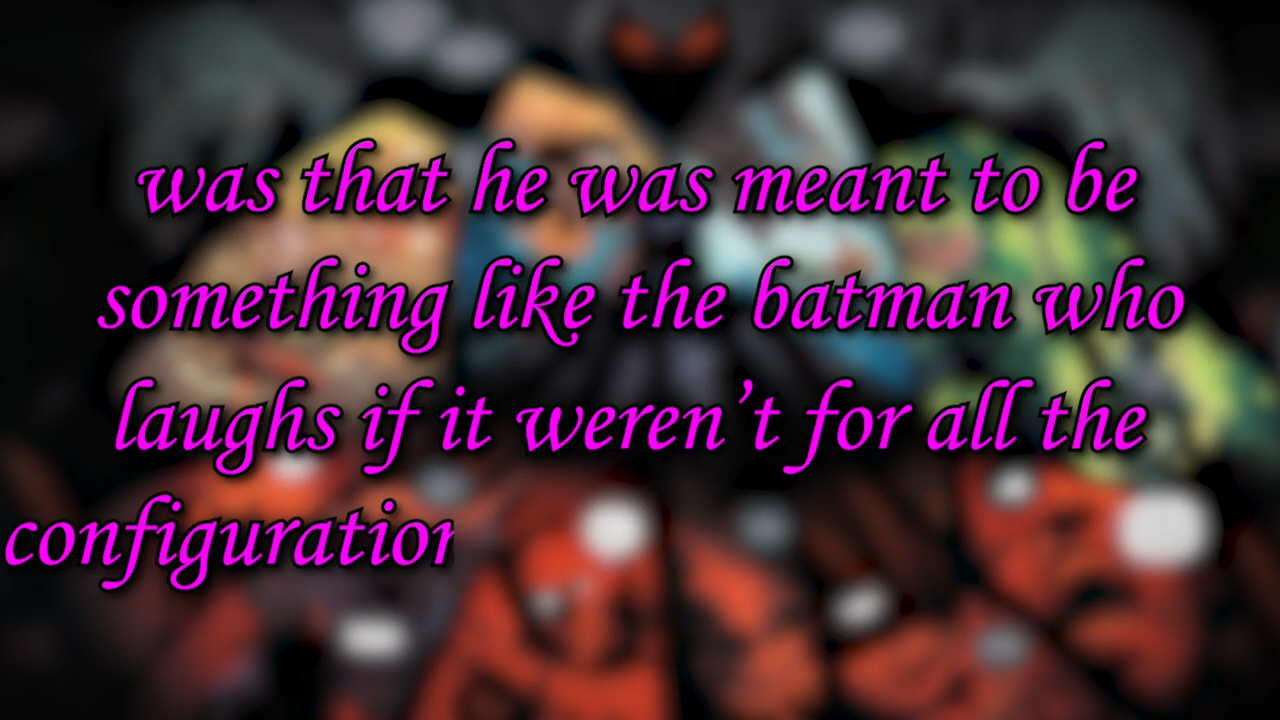 was that he was meant to be
something like the batman who
laughs if it weren’t for all the
configuration